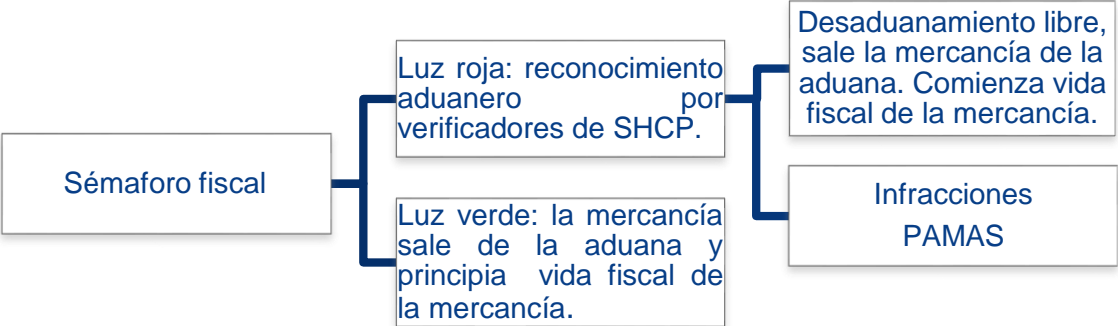 Sémaforo fiscal
Luz roja: reconocimiento
aduanero por
verificadores de SHCP.
Luz verde: la mercancía
sale de la aduana y
principia vida fiscal de
la mercancía.
Desaduanamiento libre,
sale la mercancía de la
aduana. Comienza vida
fiscal de la mercancía.
Infracciones
PAMAS